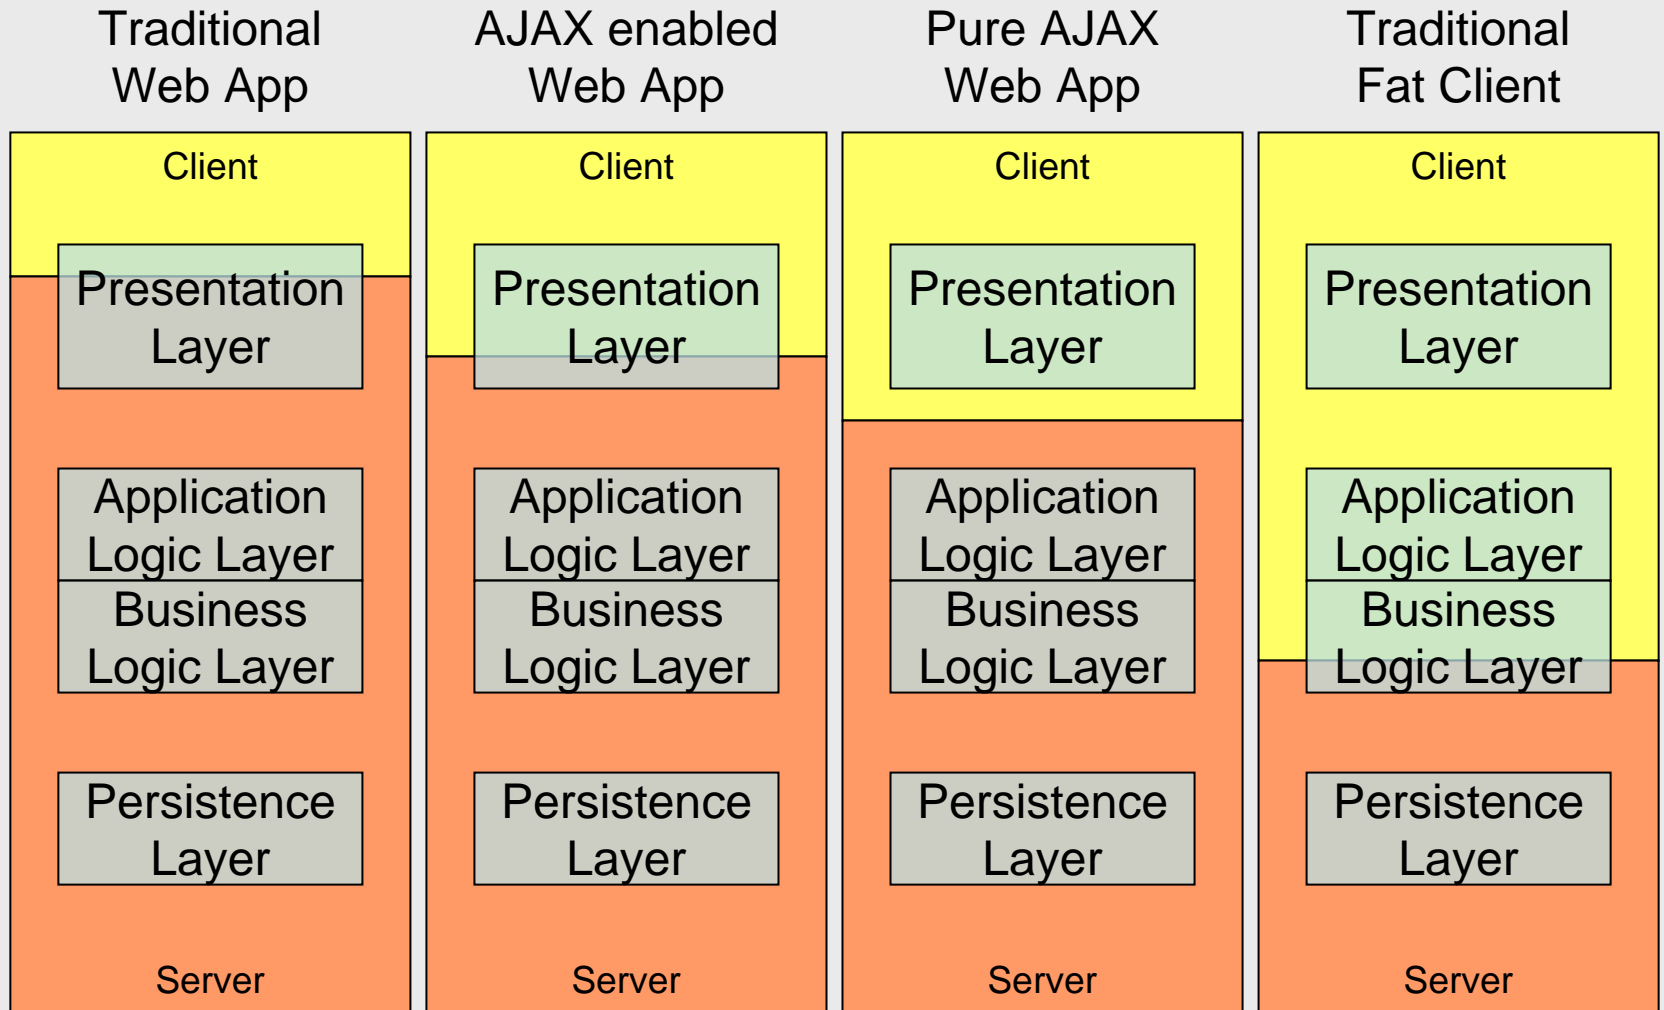 Traditional
Web App
Client
Presentation
Layer
Application
Logic Layer
Business
Logic Layer
Persistence
Layer
Server
AJAX enabled
Web App
Client
Presentation
Layer
Application
Logic Layer
Business
Logic Layer
Persistence
Layer
Server
Pure AJAX
Web App
Client
Presentation
Layer
Application
Logic Layer
Business
Logic Layer
Persistence
Layer
Server
Traditional
Fat Client
Client
Presentation
Layer
Application
Logic Layer
Business
Logic Layer
Persistence
Layer
Server